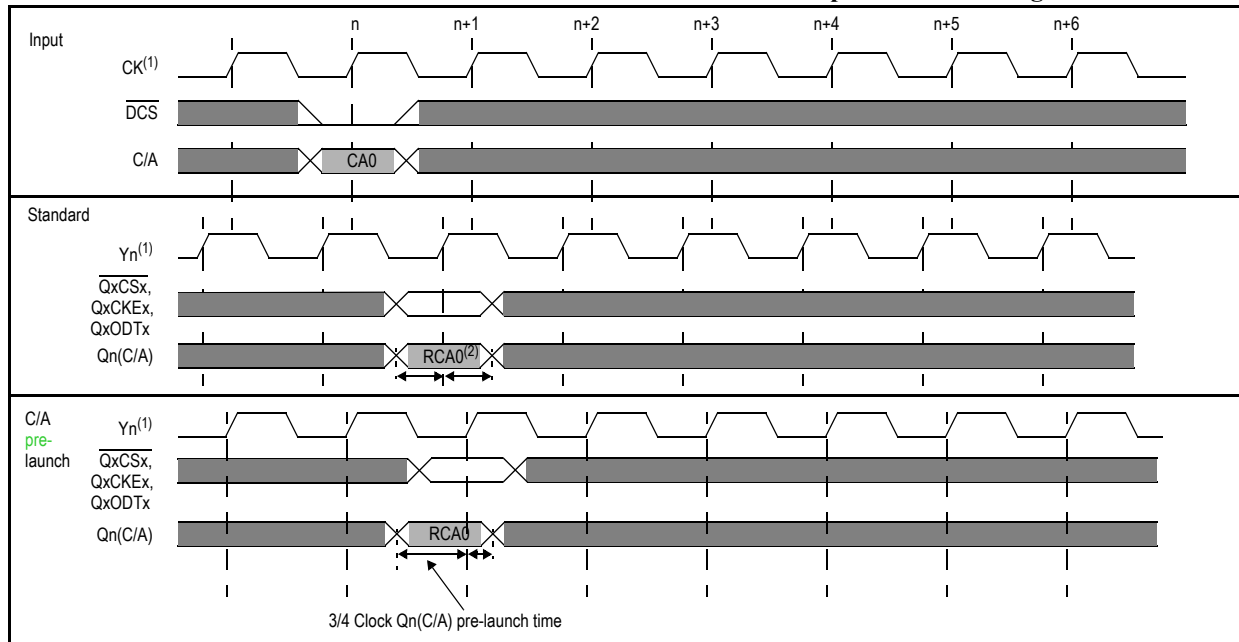 n n+1 n+2 n+3 n+4 n+5 n+6
Input
CK(1)
DCS
C/A CA0
Standard
Yn(1)
QxCSx,
QxCKEx,
QxODTx
Qn(C/A) RCA0(2)
C/A
pre-
launch
Yn(1)
QxCSx,
QxCKEx,
QxODTx
Qn(C/A) RCA0
3/4 Clock Qn(C/A) pre-launch time